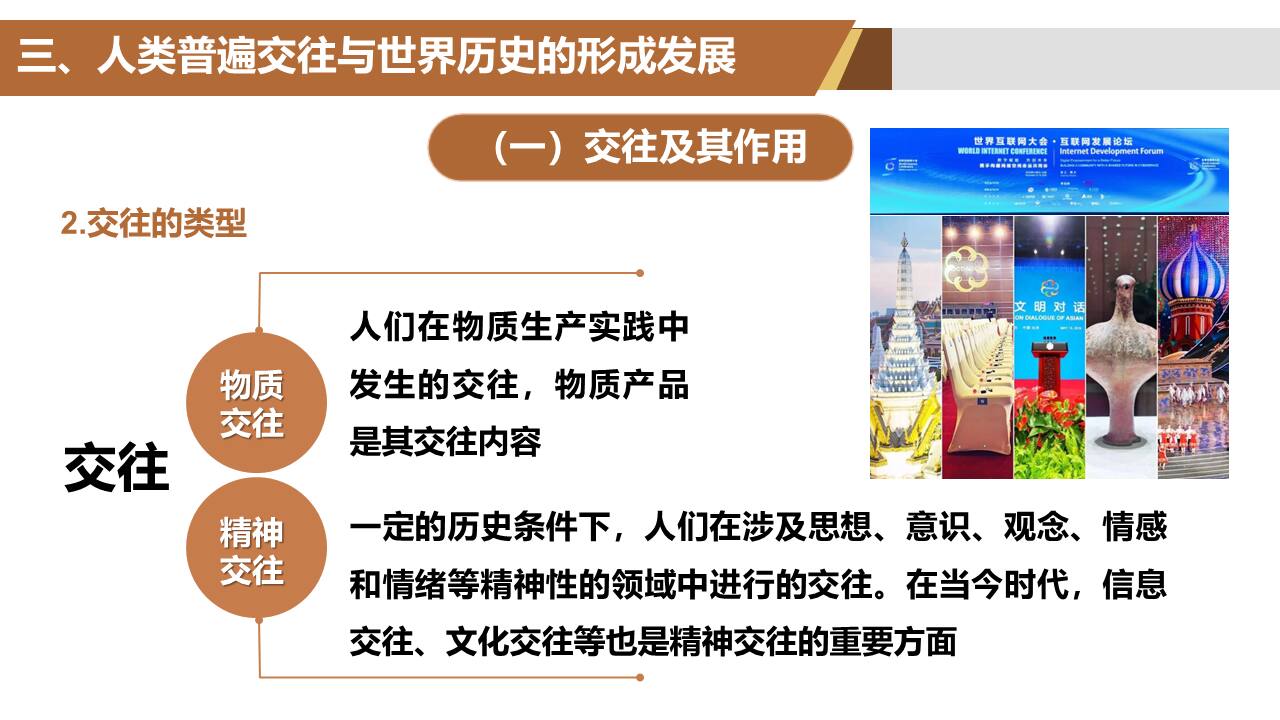 三、人类普遍交往与世界历史的形成发展
（一）交往及其作用
世界互联网大会·互联网发展论坛
WORLD INTERNET CONFERENCE Internet Development Forum
2.交往的类型
文明对话
ON DIALOGUE OF ASIAN
人们在物质生产实践中
发生的交往，物质产品
是其交往内容
物质
交往
交往
精神
交往
一定的历史条件下，人们在涉及思想、意识、观念、情感
和情绪等精神性的领域中进行的交往。在当今时代，信息
交往、文化交往等也是精神交往的重要方面